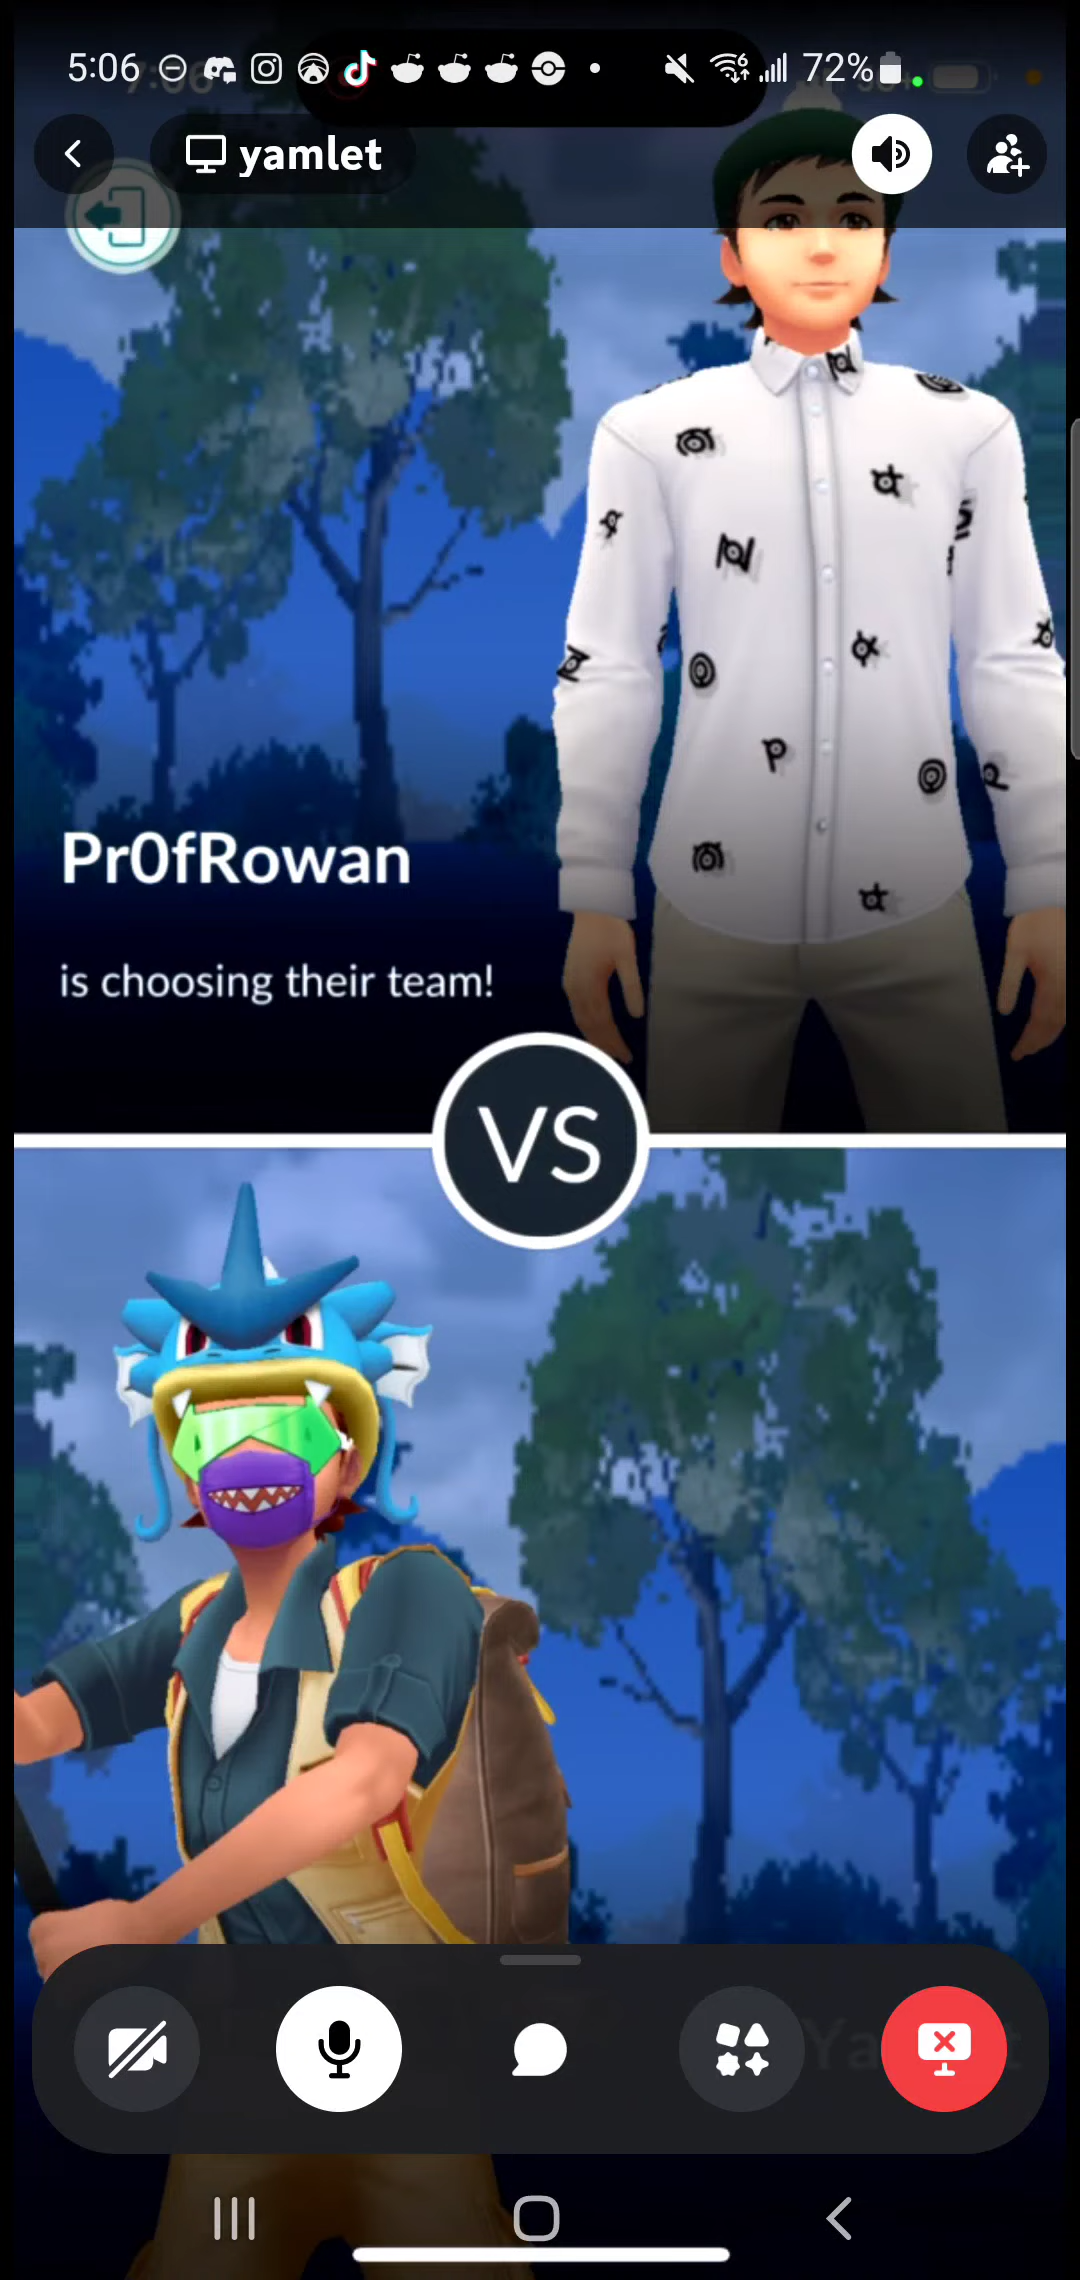 5:06
72%
yamlet
Pr0fRowan
is choosing their team!
VS